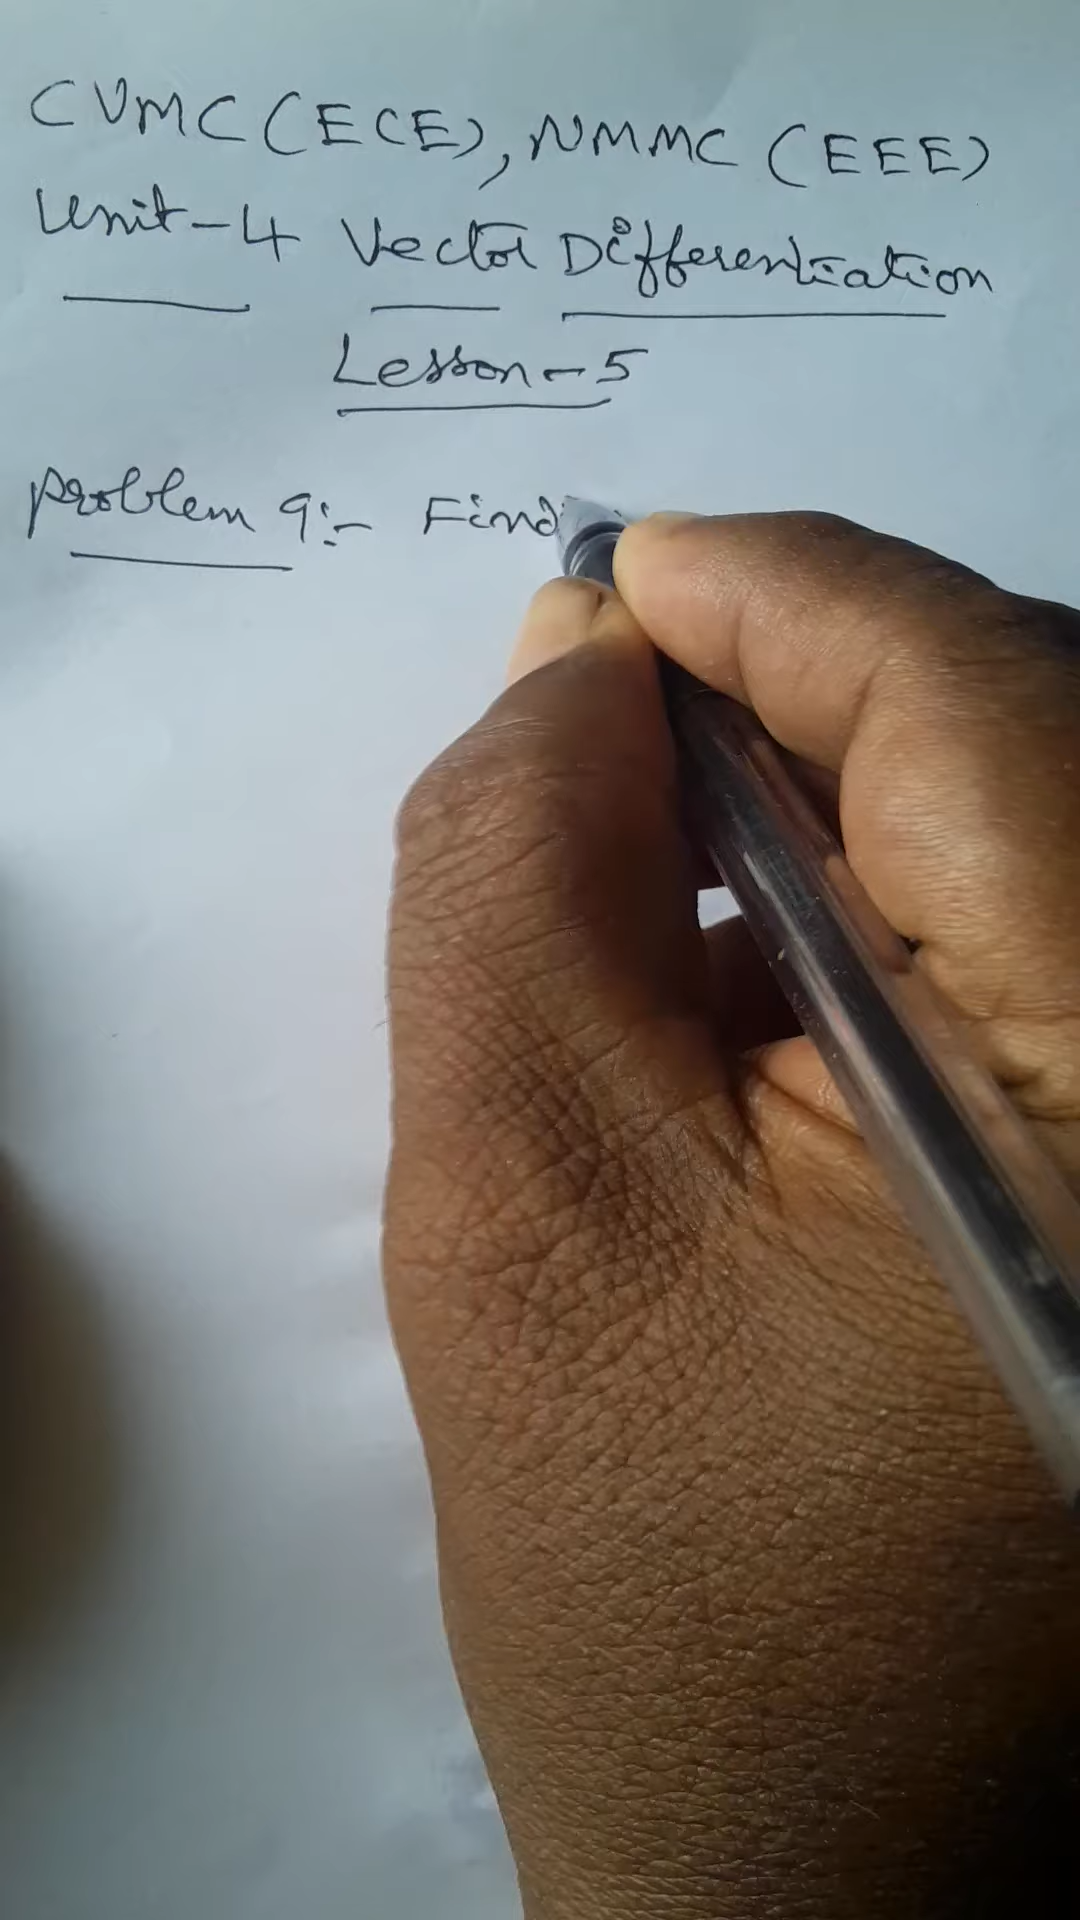 CVMC (ECE), NMMC (EEE)
Unit-4 Vector Differentiation
Lesson-5
Problem 9:- Find